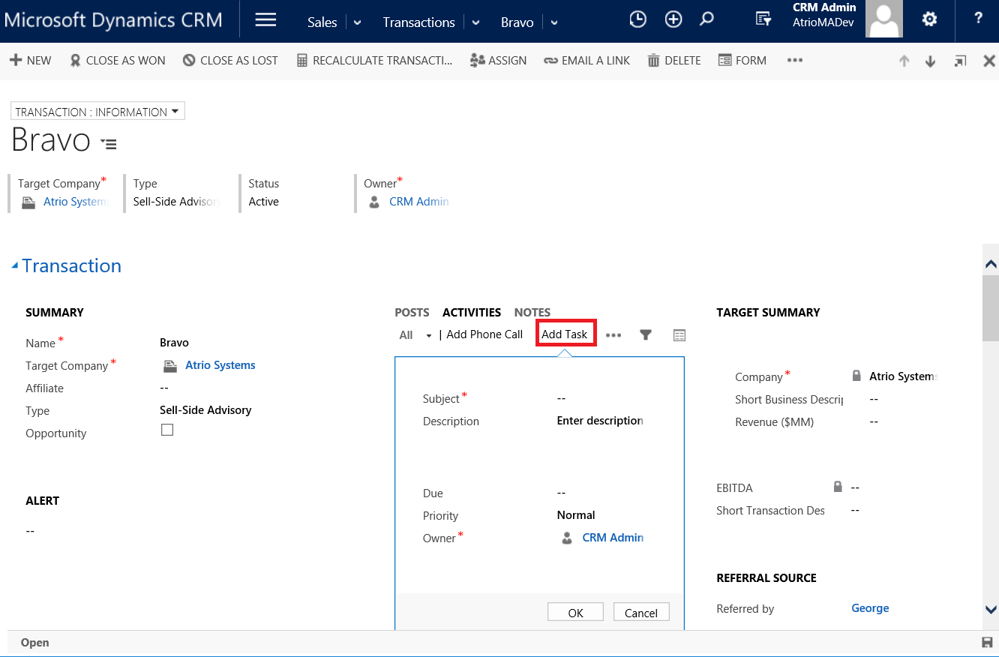 Microsoft Dynamics CRM Sales Transactions Bravo
CRM Admin
AtrioMADev
?
NEW CLOSE AS WON CLOSE AS LOST RECALCULATE TRANSACTI... ASSIGN EMAIL A LINK DELETE FORM •••
TRANSACTION : INFORMATION
Bravo
Target Company* Type Status Owner*
Atrio System Sell-Side Advisory Active CRM Admin
Transaction
SUMMARY
Name* Bravo
Target Company* Atrio Systems
Affiliate --
Type Sell-Side Advisory
Opportunity
ALERT
--
POSTS ACTIVITIES NOTES
All | Add Phone Call Add Task •••
Subject* --
Description Enter description
Due --
Priority Normal
Owner* CRM Admin
OK Cancel
TARGET SUMMARY
Company* Atrio Systems
Short Business Descrip --
Revenue ($MM) --
EBITDA --
Short Transaction Des --
REFERRAL SOURCE
Referred by George
Open